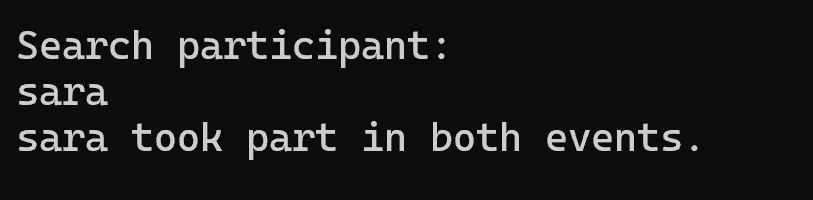 Search participant:
sara
sara took part in both events.